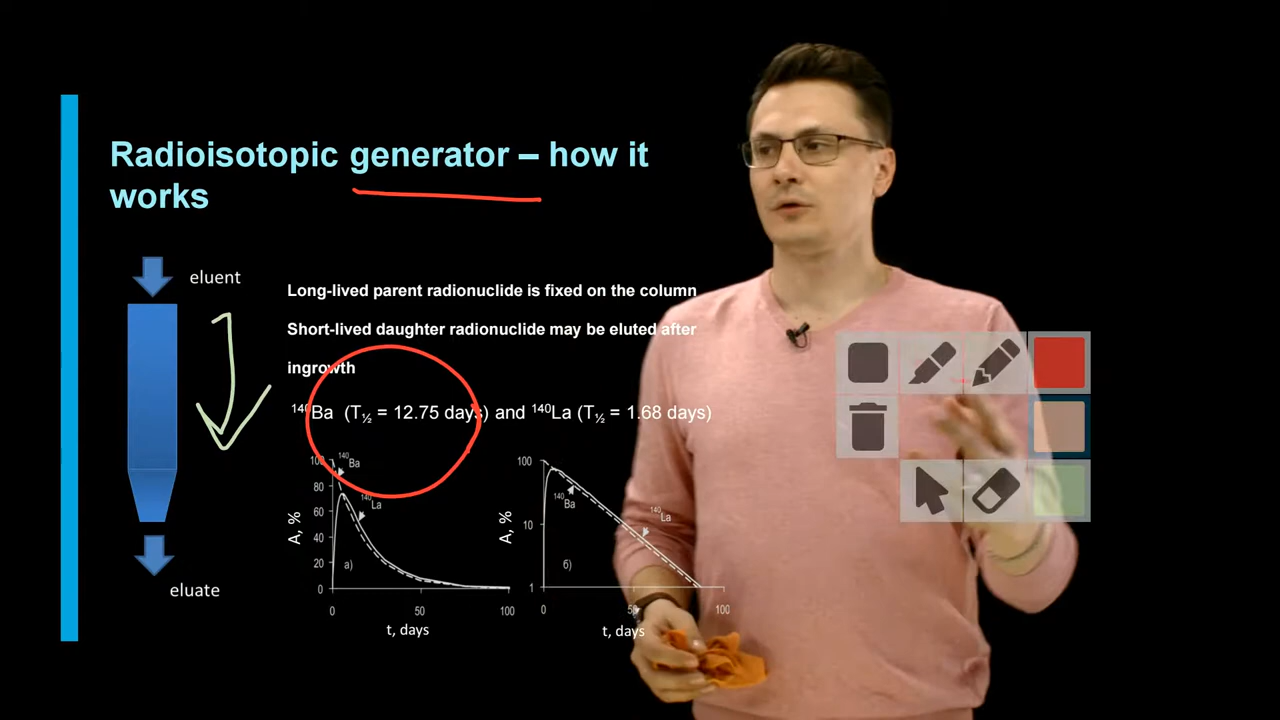 Radioisotopic generator – how it
works
eluent
Long-lived parent radionuclide is fixed on the column
Short-lived daughter radionuclide may be eluted after
ingrowth
¹⁴⁰Ba (T½ = 12.75 days) and ¹⁴⁰La (T½ = 1.68 days)
100
80
60
40
20
0
A, %
¹⁴⁰Ba
¹⁴⁰La
а)
0 50 100
t, days
100
10
1
A, %
¹⁴⁰Ba
¹⁴⁰La
б)
0 50 100
t, days
eluate